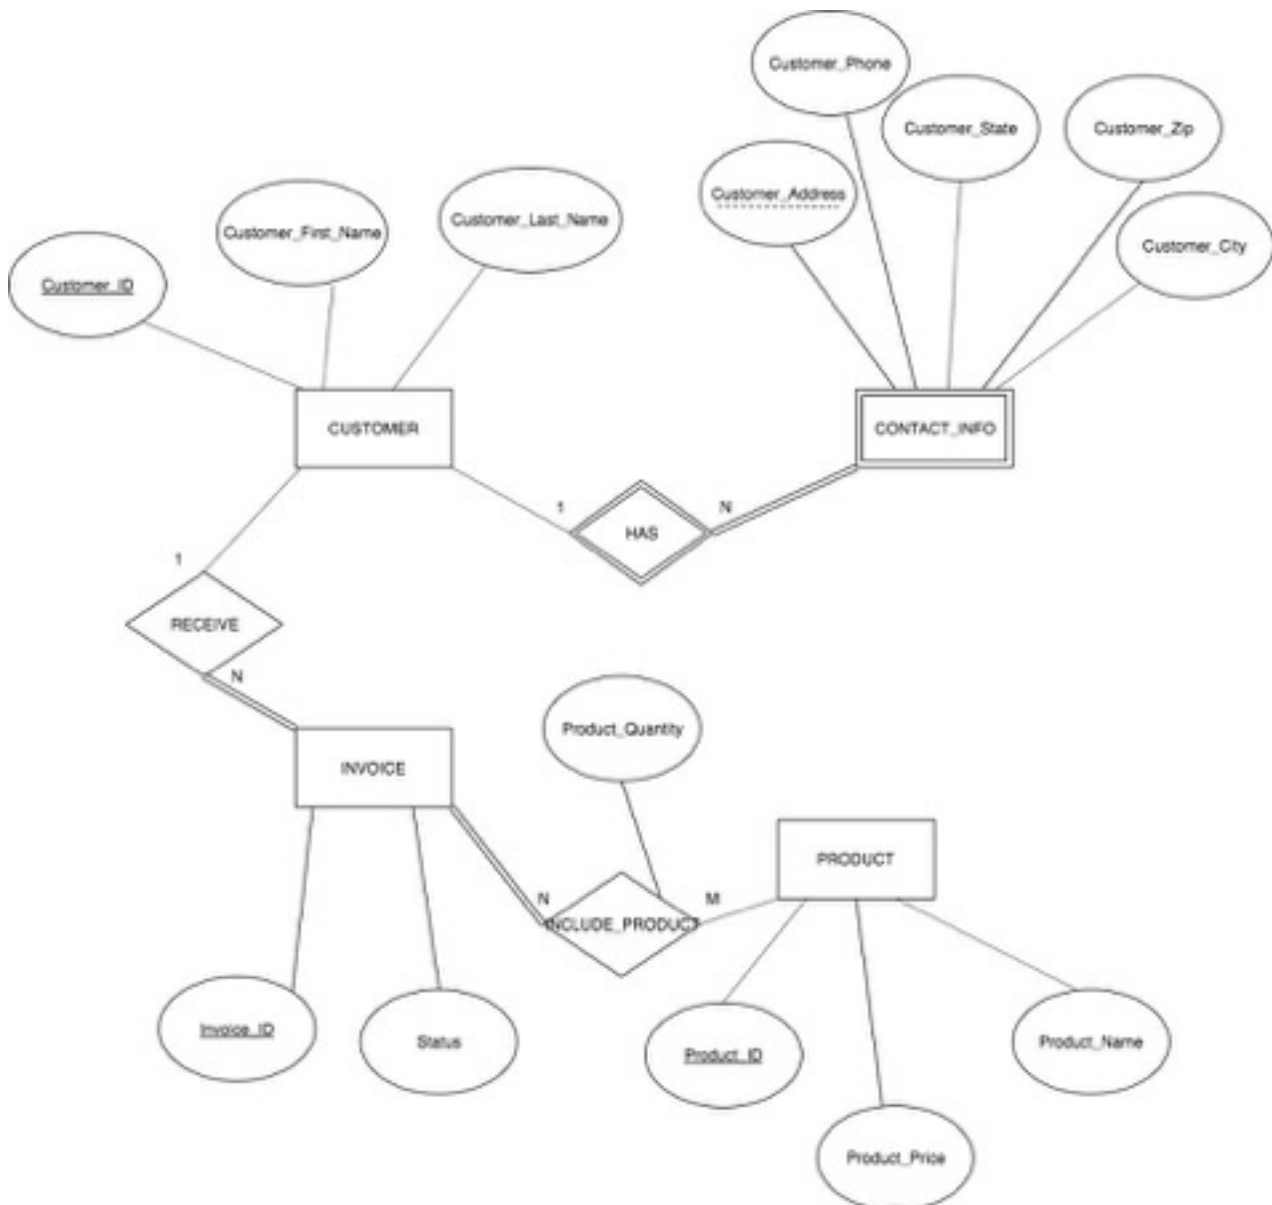 Customer_Phone
Customer_State
Customer_Zip
Customer_Address
Customer_Last_Name
Customer_First_Name
Customer_City
Customer_ID
CUSTOMER
CONTACT_INFO
1
N
HAS
1
RECEIVE
N
Product_Quantity
INVOICE
PRODUCT
N
M
INCLUDE_PRODUCT
Invoice_ID
Status
Product_ID
Product_Name
Product_Price